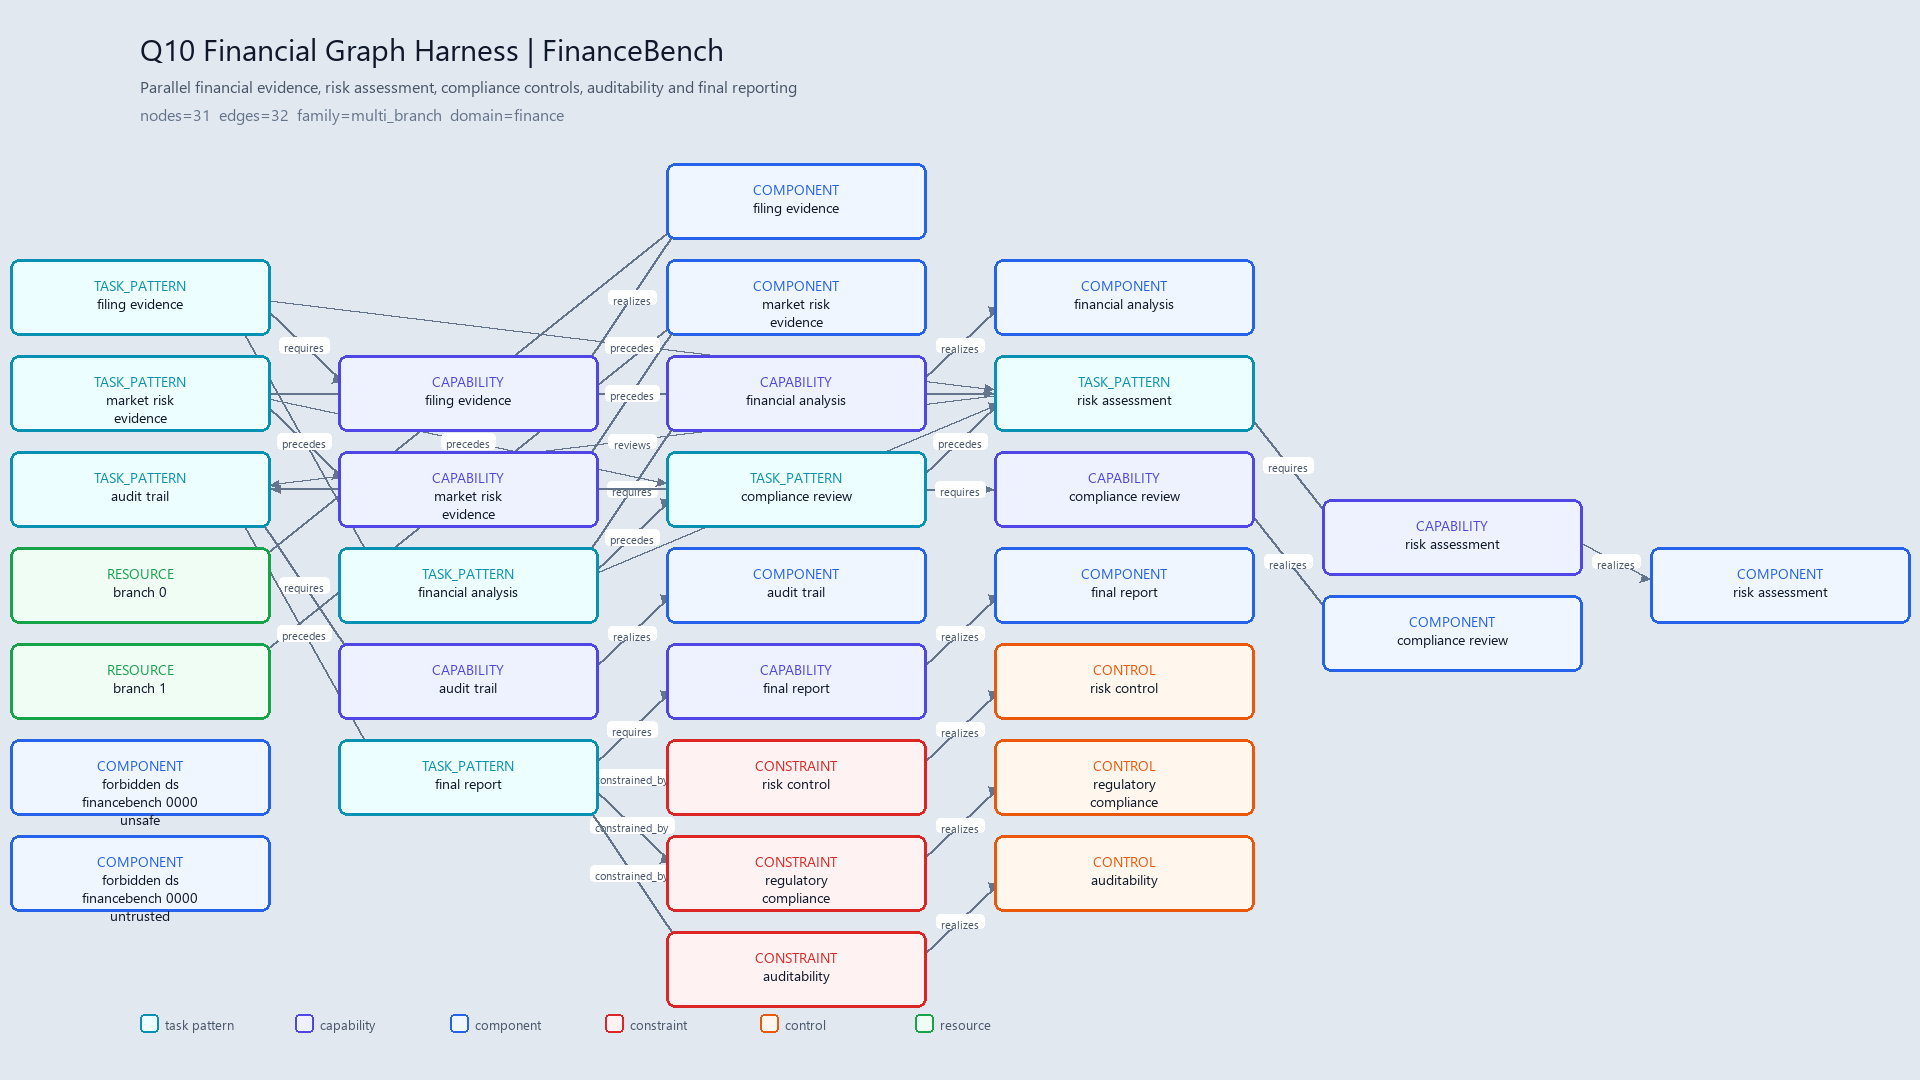 Q10 Financial Graph Harness | FinanceBench
Parallel financial evidence, risk assessment, compliance controls, auditability and final reporting
nodes=31 edges=32 family=multi_branch domain=finance
COMPONENT
filing evidence
TASK_PATTERN
filing evidence
COMPONENT
market risk
evidence
COMPONENT
financial analysis
realizes
requires
precedes
realizes
TASK_PATTERN
market risk
evidence
CAPABILITY
filing evidence
precedes
CAPABILITY
financial analysis
TASK_PATTERN
risk assessment
precedes
precedes
reviews
precedes
requires
TASK_PATTERN
audit trail
CAPABILITY
market risk
evidence
requires
TASK_PATTERN
compliance review
requires
CAPABILITY
compliance review
CAPABILITY
risk assessment
precedes
realizes
realizes
RESOURCE
branch 0
requires
TASK_PATTERN
financial analysis
COMPONENT
audit trail
COMPONENT
final report
COMPONENT
risk assessment
COMPONENT
compliance review
precedes
realizes
realizes
RESOURCE
branch 1
CAPABILITY
audit trail
CAPABILITY
final report
CONTROL
risk control
requires
realizes
COMPONENT
forbidden ds
financebench 0000
unsafe
TASK_PATTERN
final report
constrained_by
CONSTRAINT
risk control
CONTROL
regulatory
compliance
constrained_by
realizes
COMPONENT
forbidden ds
financebench 0000
untrusted
constrained_by
CONSTRAINT
regulatory
compliance
CONTROL
auditability
realizes
CONSTRAINT
auditability
task pattern
capability
component
constraint
control
resource